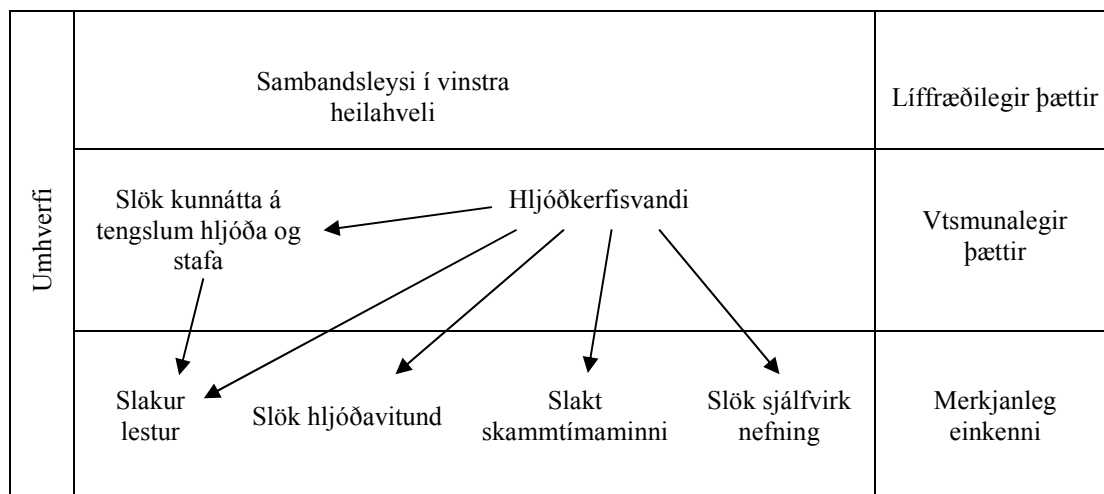 Umhverfi
Sambandsleysi í vinstra
heilahveli
Líffræðilegir þættir
Slök kunnátta á
tengslum hljóða og
stafa
Hljóðkerfisvandi
Vtsmunalegir
þættir
Slakur
lestur
Slök hljóðavitund
Slakt
skammtímaminni
Slök sjálfvirk
nefning
Merkjanleg
einkenni